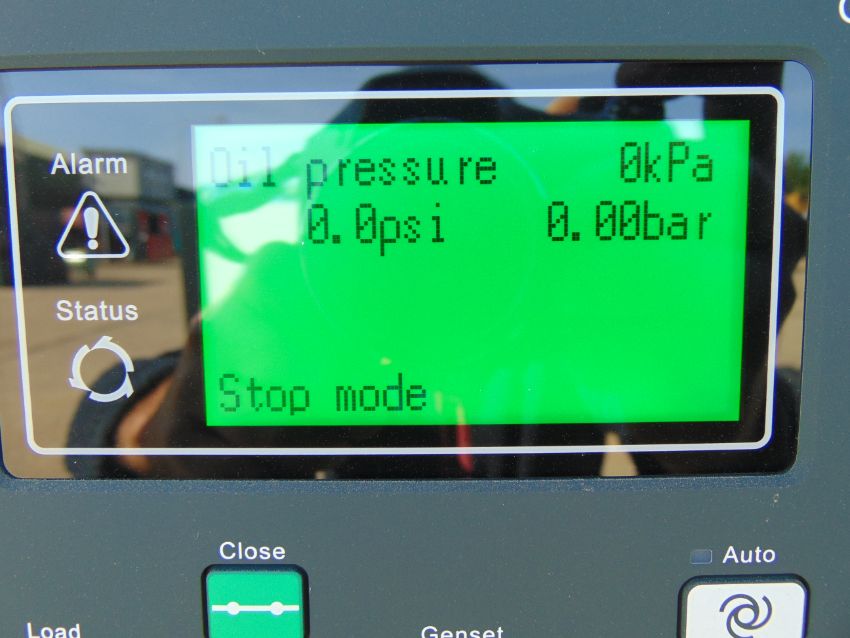 Alarm
Status
Oil pressure 0kPa
0.0psi 0.00bar
Stop mode
Close
Auto
Load
Genset